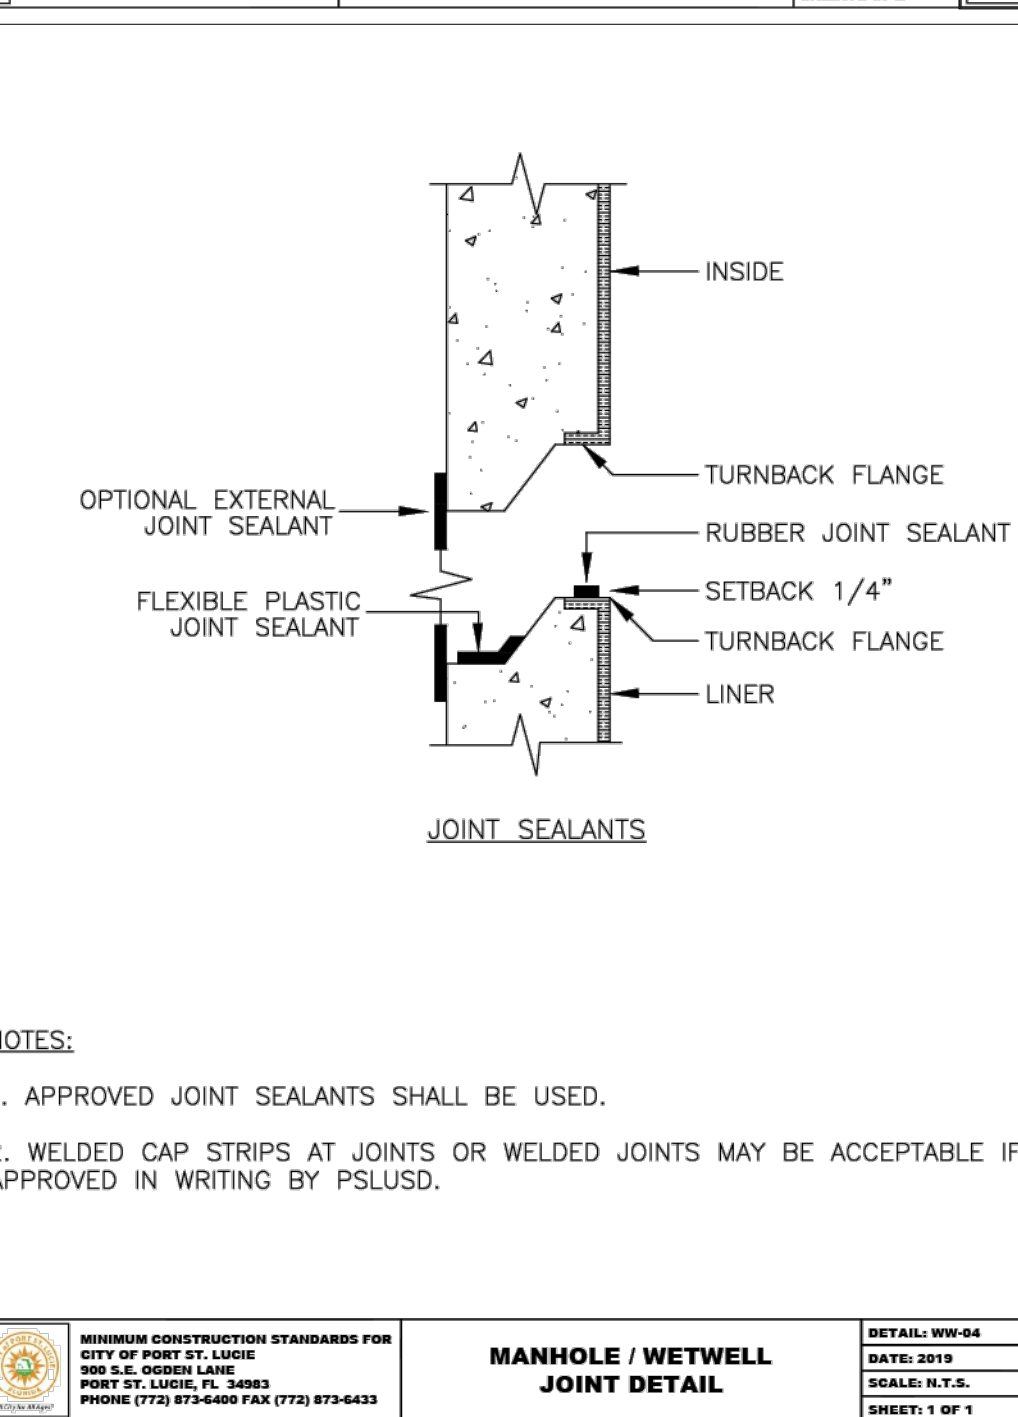 INSIDE
TURNBACK FLANGE
OPTIONAL EXTERNAL
JOINT SEALANT
RUBBER JOINT SEALANT
SETBACK 1/4"
FLEXIBLE PLASTIC
JOINT SEALANT
TURNBACK FLANGE
LINER
JOINT SEALANTS
NOTES:
. APPROVED JOINT SEALANTS SHALL BE USED.
2. WELDED CAP STRIPS AT JOINTS OR WELDED JOINTS MAY BE ACCEPTABLE IF
APPROVED IN WRITING BY PSLUSD.
MINIMUM CONSTRUCTION STANDARDS FOR
CITY OF PORT ST. LUCIE
900 S.E. OGDEN LANE
PORT ST. LUCIE, FL 34983
PHONE (772) 873-6400 FAX (772) 873-6433
MANHOLE / WETWELL
JOINT DETAIL
DETAIL: WW-04
DATE: 2019
SCALE: N.T.S.
SHEET: 1 OF 1